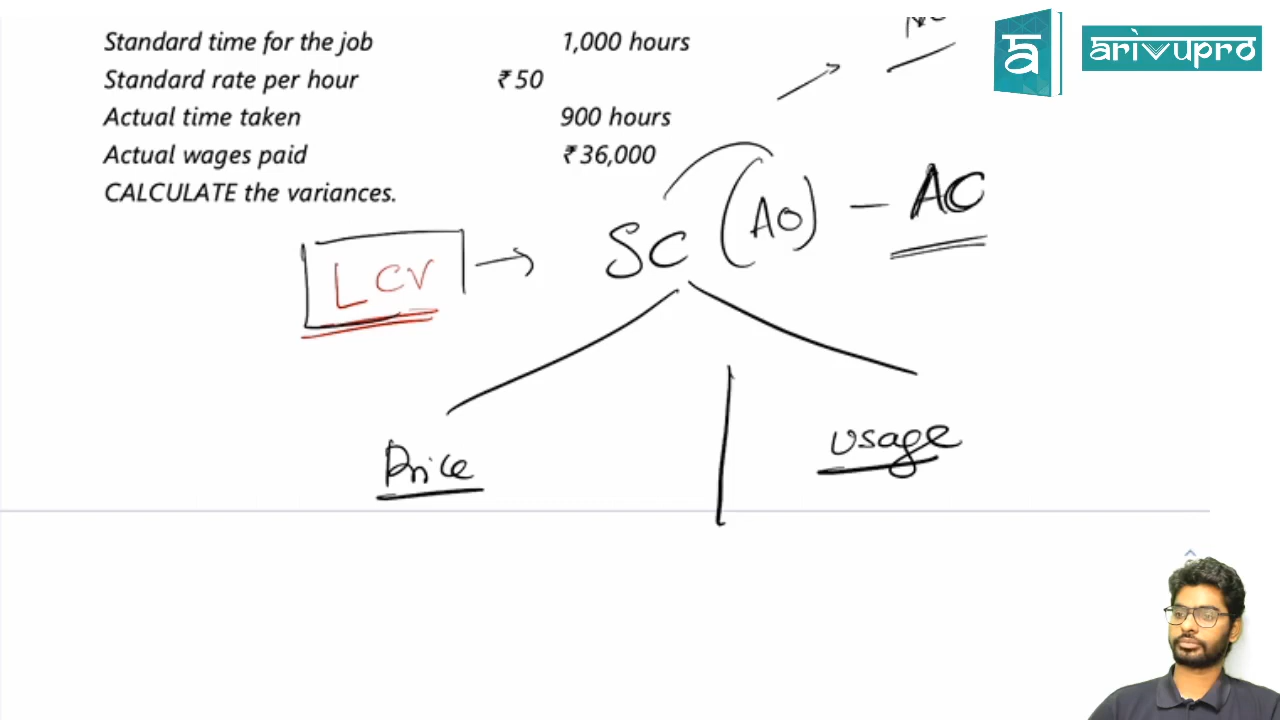 Standard time for the job 1,000 hours
Standard rate per hour ₹50
Actual time taken 900 hours
Actual wages paid ₹36,000
CALCULATE the variances.
arivupro
LCV → SC (AO) – AC
Price
usage